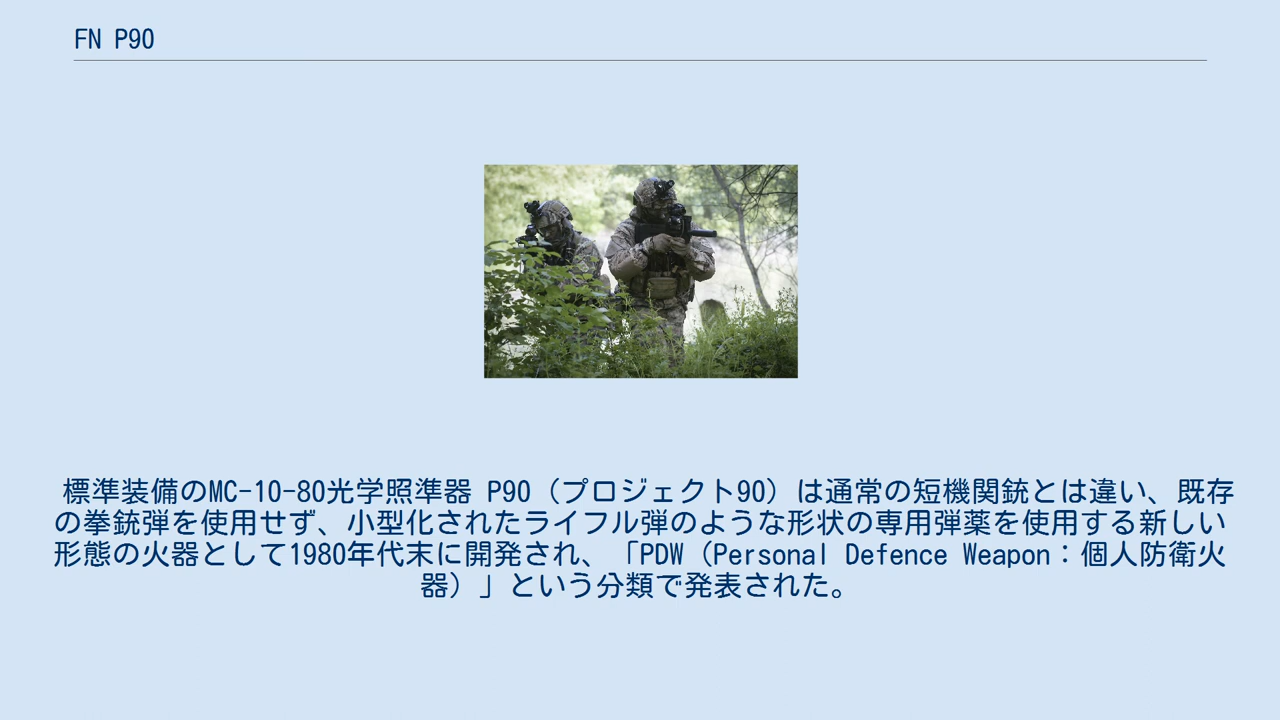 FN P90
標準装備のMC-10-80光学照準器 P90（プロジェクト90）は通常の短機関銃とは違い、既存
の拳銃弾を使用せず、小型化されたライフル弾のような形状の専用弾薬を使用する新しい
形態の火器として1980年代末に開発され、「PDW（Personal Defence Weapon：個人防衛火
器）」という分類で発表された。